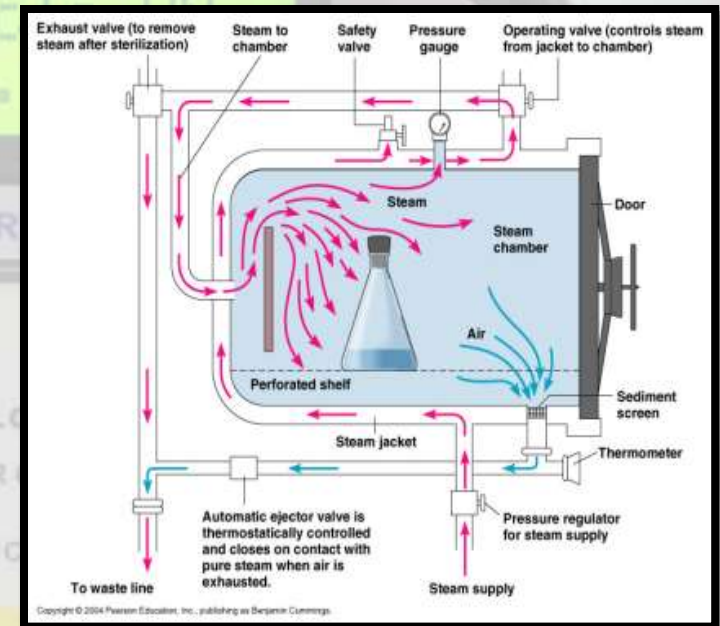 Exhaust valve (to remove
steam after sterilization)
Steam to
chamber
Safety
valve
Pressure
gauge
Operating valve (controls steam
from jacket to chamber)
Steam
Steam
chamber
Door
Air
Perforated shelf
Sediment
screen
Steam jacket
Thermometer
Automatic ejector valve is
thermostatically controlled
and closes on contact with
pure steam when air is
exhausted.
Pressure regulator
for steam supply
To waste line
Steam supply
Copyright © 2004 Pearson Education, Inc., publishing as Benjamin Cummings.